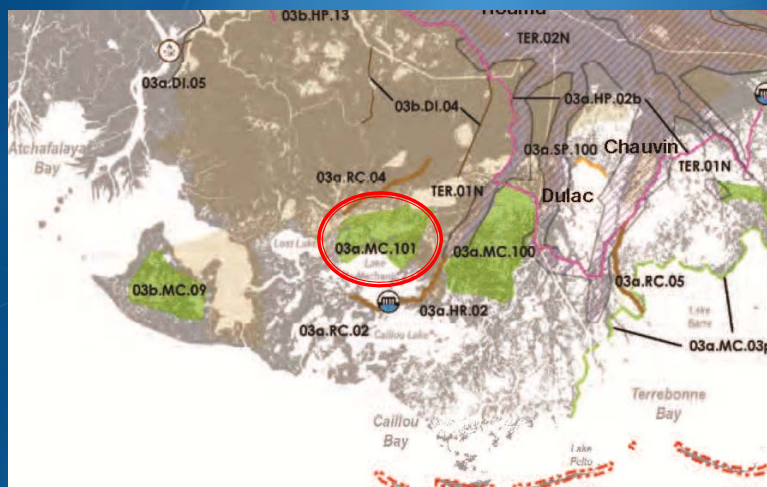 03b.HP.13
Houma
TER.02N
03a.DI.05
03b.DI.04
03a.HP.02b
Atchafalaya
Bay
03a.SP.100
Chauvin
03a.RC.04
TER.01N
TER.01N
Dulac
Lost Lake
03a.MC.101
Lake
Mechant
03a.MC.100
03b.MC.09
03a.RC.05
03a.HR.02
03a.RC.02
Caillou Lake
Lake
Barre
03a.MC.03p
Terrebonne
Bay
Caillou
Bay
Lake
Pelto